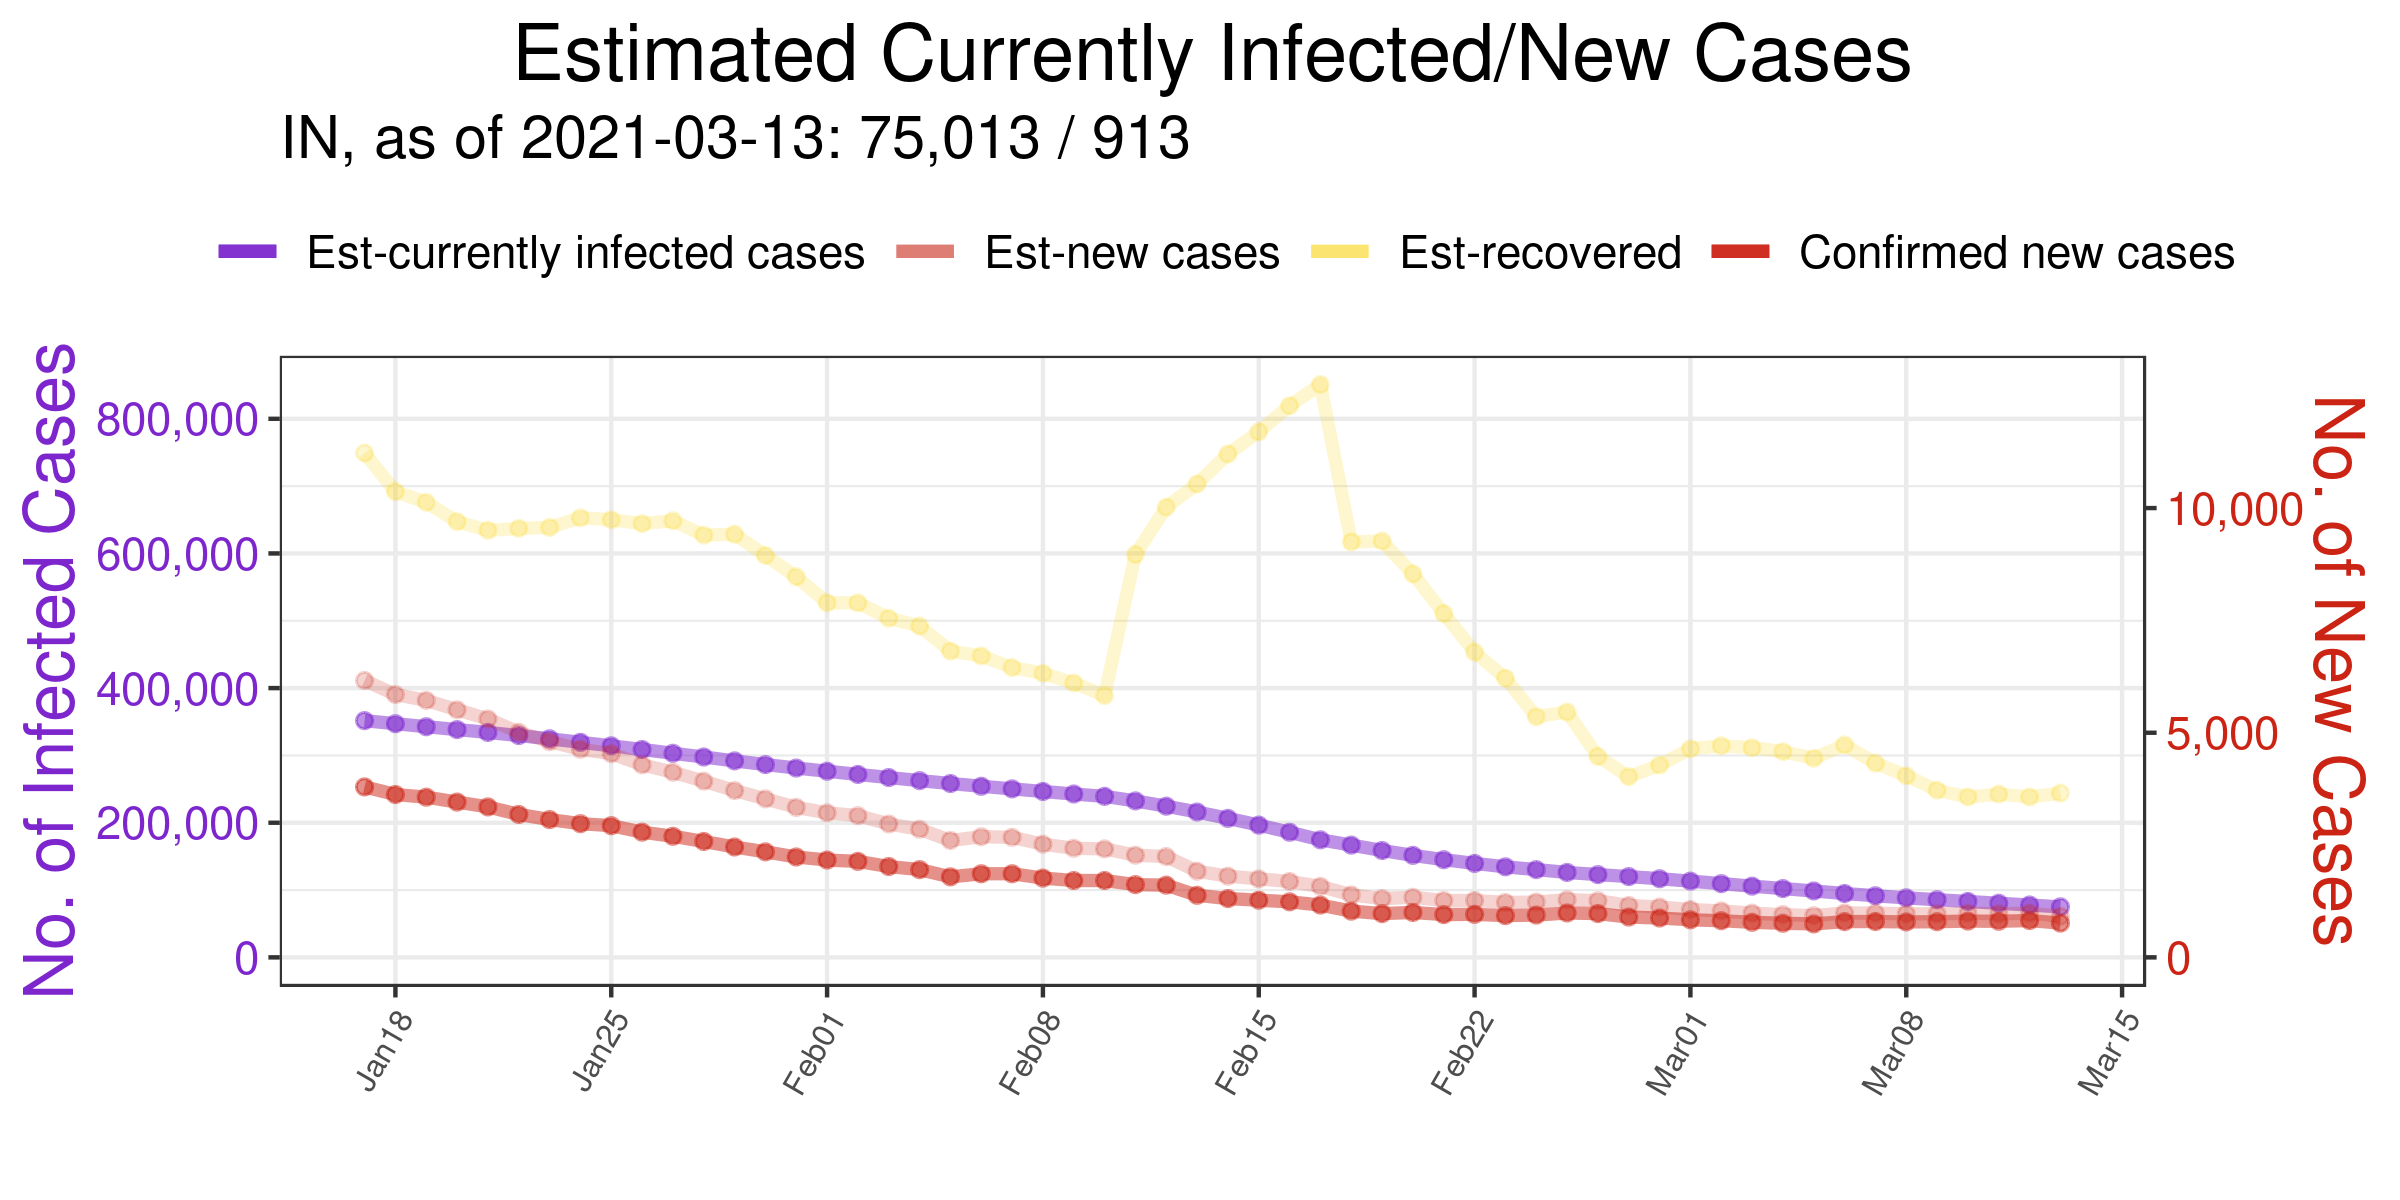 Estimated Currently Infected/New Cases
IN, as of 2021-03-13: 75,013 / 913
Est-currently infected cases Est-new cases Est-recovered Confirmed new cases
No. of Infected Cases
800,000
600,000
400,000
200,000
0
10,000
5,000
0
No. of New Cases
Jan18 Jan25 Feb01 Feb08 Feb15 Feb22 Mar01 Mar08 Mar15